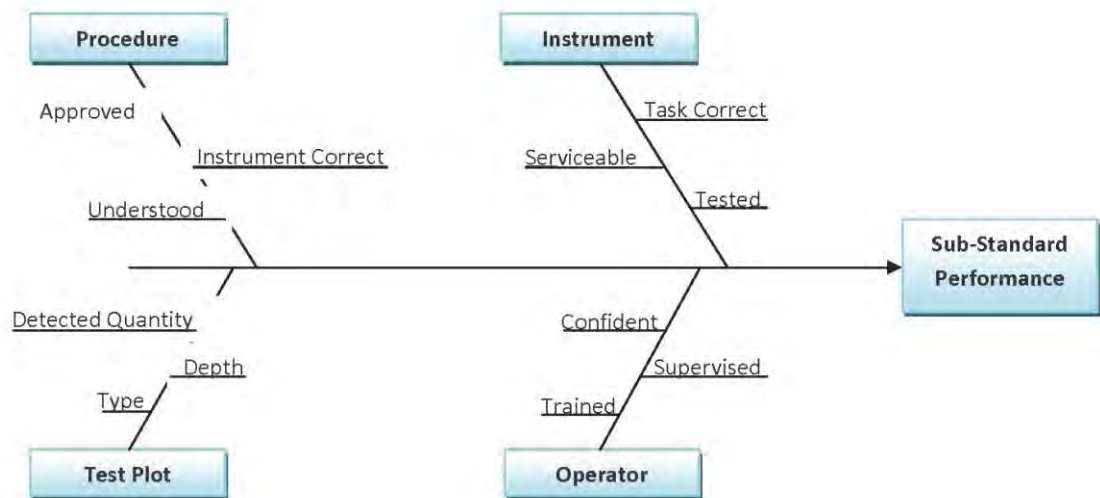 Procedure
Instrument
Approved
Task Correct
Instrument Correct
Serviceable
Understood
Tested
Sub-Standard
Performance
Detected Quantity
Confident
Depth
Supervised
Type
Trained
Test Plot
Operator